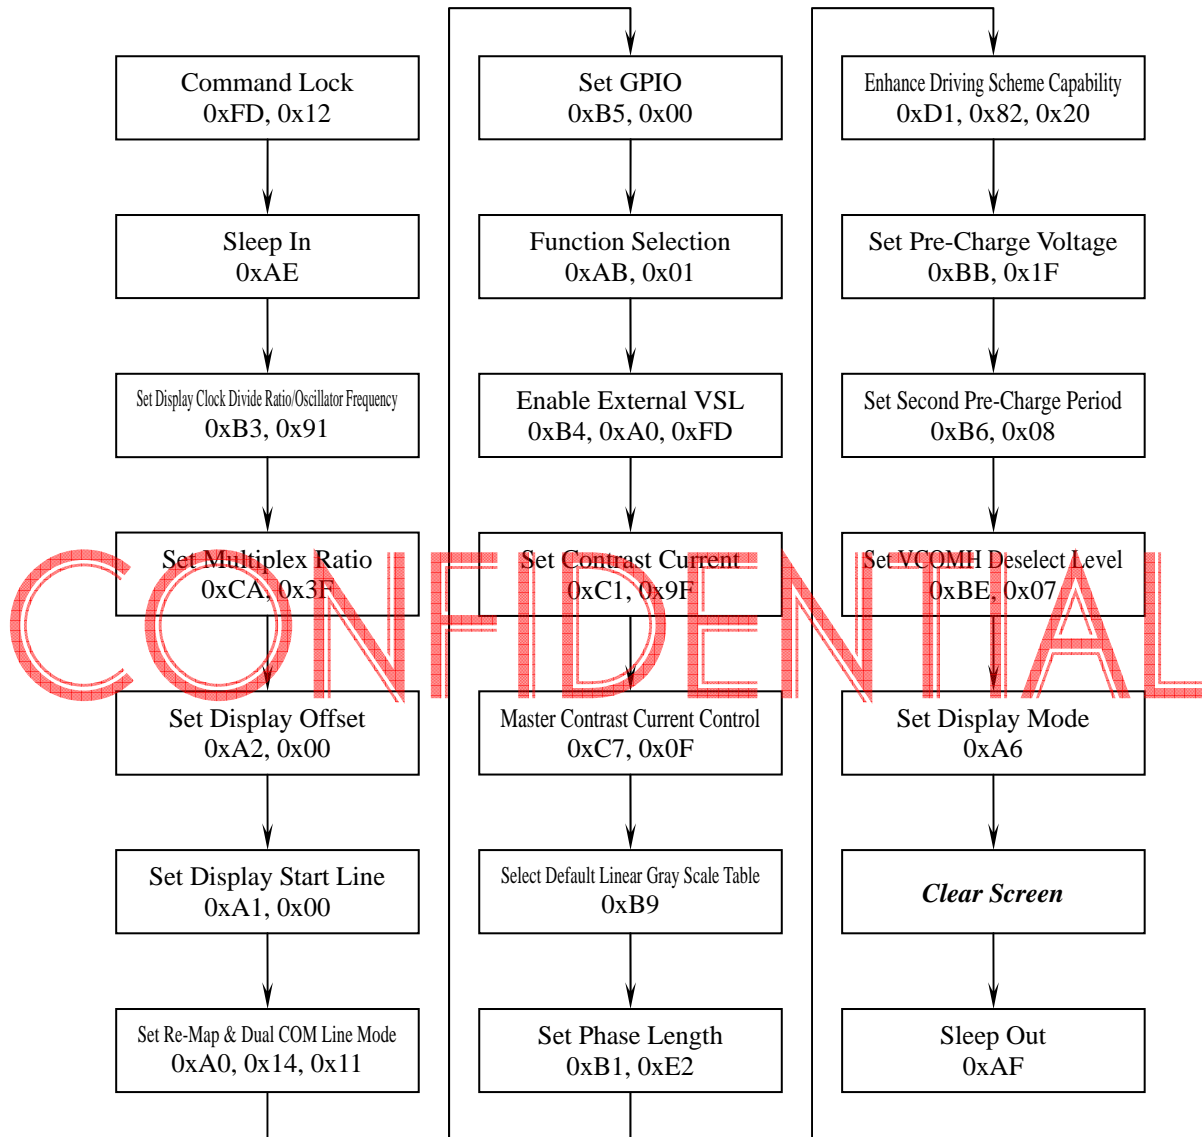 Command Lock
0xFD, 0x12
Sleep In
0xAE
Set Display Clock Divide Ratio/Oscillator Frequency
0xB3, 0x91
Set Multiplex Ratio
0xCA, 0x3F
Set Display Offset
0xA2, 0x00
Set Display Start Line
0xA1, 0x00
Set Re-Map & Dual COM Line Mode
0xA0, 0x14, 0x11
Set GPIO
0xB5, 0x00
Function Selection
0xAB, 0x01
Enable External VSL
0xB4, 0xA0, 0xFD
Set Contrast Current
0xC1, 0x9F
Master Contrast Current Control
0xC7, 0x0F
Select Default Linear Gray Scale Table
0xB9
Set Phase Length
0xB1, 0xE2
Enhance Driving Scheme Capability
0xD1, 0x82, 0x20
Set Pre-Charge Voltage
0xBB, 0x1F
Set Second Pre-Charge Period
0xB6, 0x08
Set VCOMH Deselect Level
0xBE, 0x07
Set Display Mode
0xA6
Clear Screen
Sleep Out
0xAF
CONFIDENTIAL